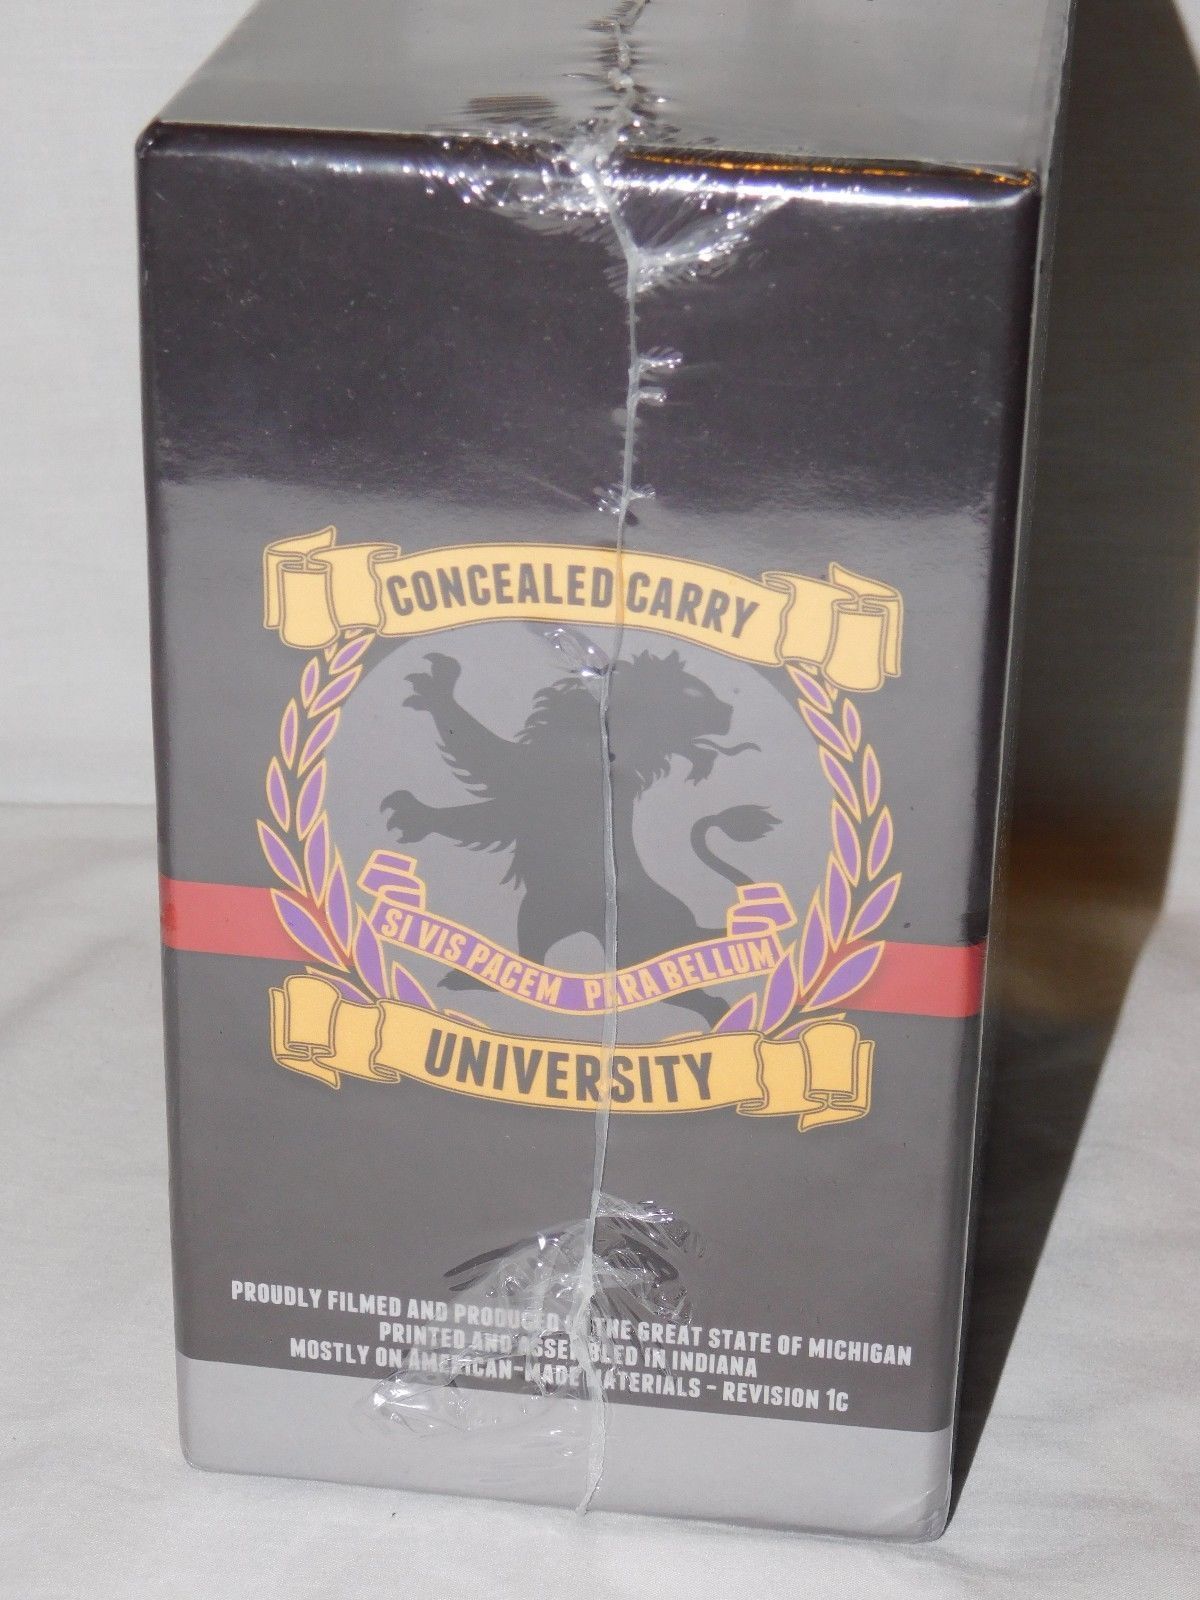 CONCEALED CARRY
SI VIS PACEM PARA BELLUM
UNIVERSITY
PROUDLY FILMED AND PRODUCED THE GREAT STATE OF MICHIGAN
PRINTED AND ASSEMBLED IN INDIANA
MOSTLY ON AMERICAN-MADE MATERIALS - REVISION 1C